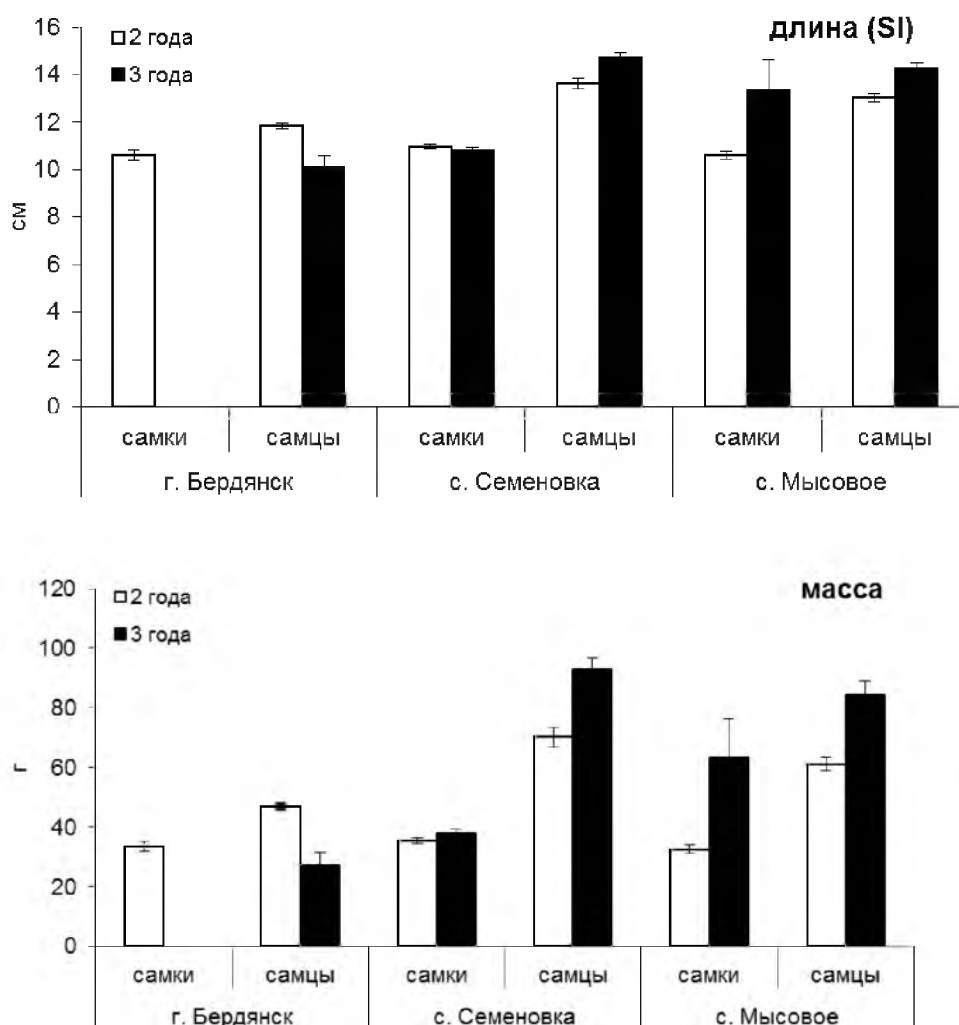 длина (Sl)
2 года
3 года
16
14
12
10
8
6
4
2
0
см
самки самцы самки самцы самки самцы
г. Бердянск с. Семеновка с. Мысовое
масса
2 года
3 года
120
100
80
60
40
20
0
г
самки самцы самки самцы самки самцы
г. Бердянск с. Семеновка с. Мысовое